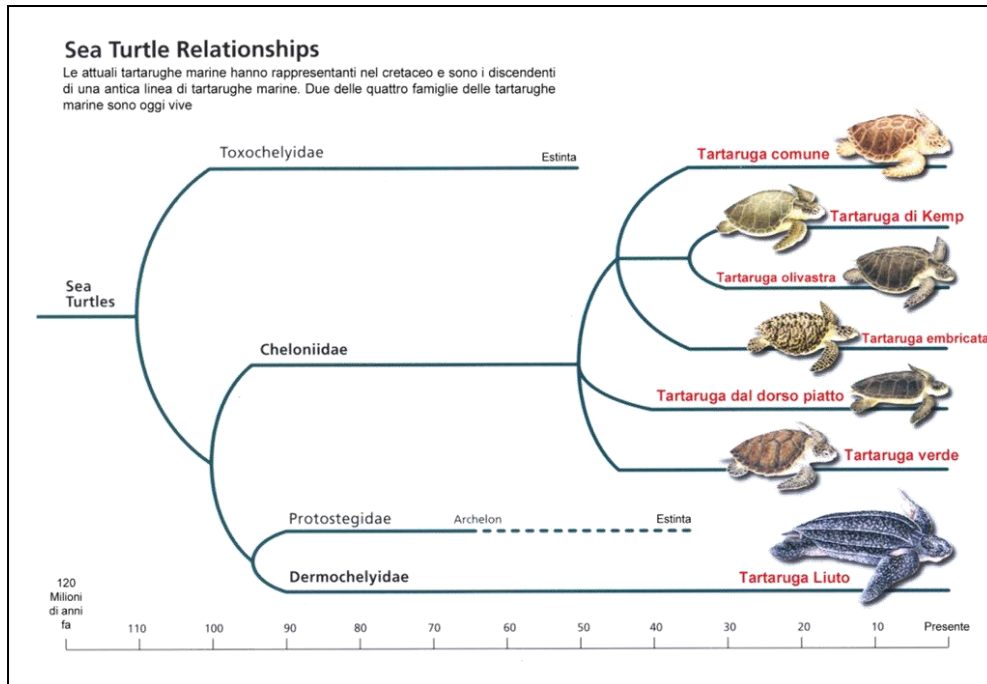 Sea Turtle Relationships
Le attuali tartarughe marine hanno rappresentanti nel cretaceo e sono i discendenti
di una antica linea di tartarughe marine. Due delle quattro famiglie delle tartarughe
marine sono oggi vive
Toxochelyidae
Estinta
Tartaruga comune
Tartaruga di Kemp
Tartaruga olivastra
Sea
Turtles
Cheloniidae
Tartaruga embricata
Tartaruga dal dorso piatto
Tartaruga verde
Protostegidae
Archelon
Estinta
Dermochelyidae
Tartaruga Liuto
120
Milioni
di anni
fa
110 100 90 80 70 60 50 40 30 20 10 Presente